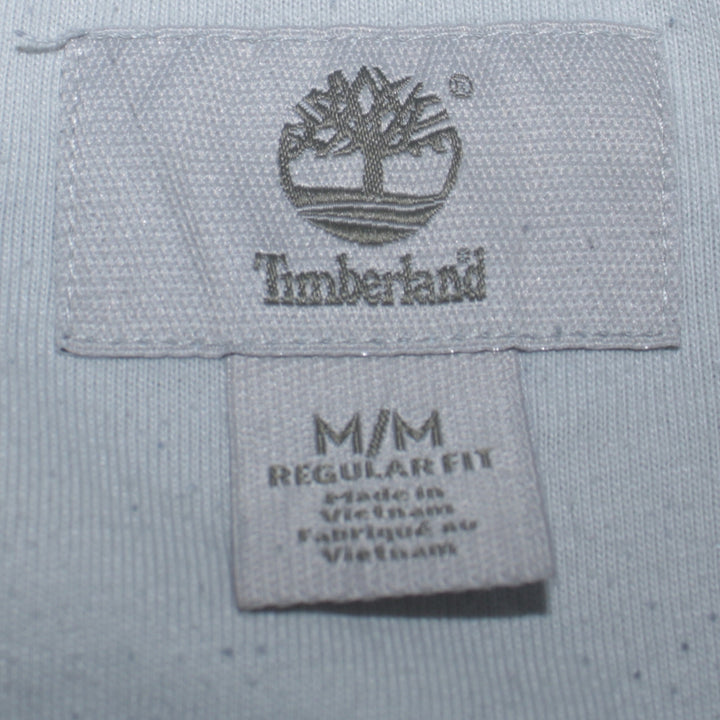 ®
Timberland
M/M
REGULAR FIT
Made in
Vietnam
Fabriqué au
Vietnam